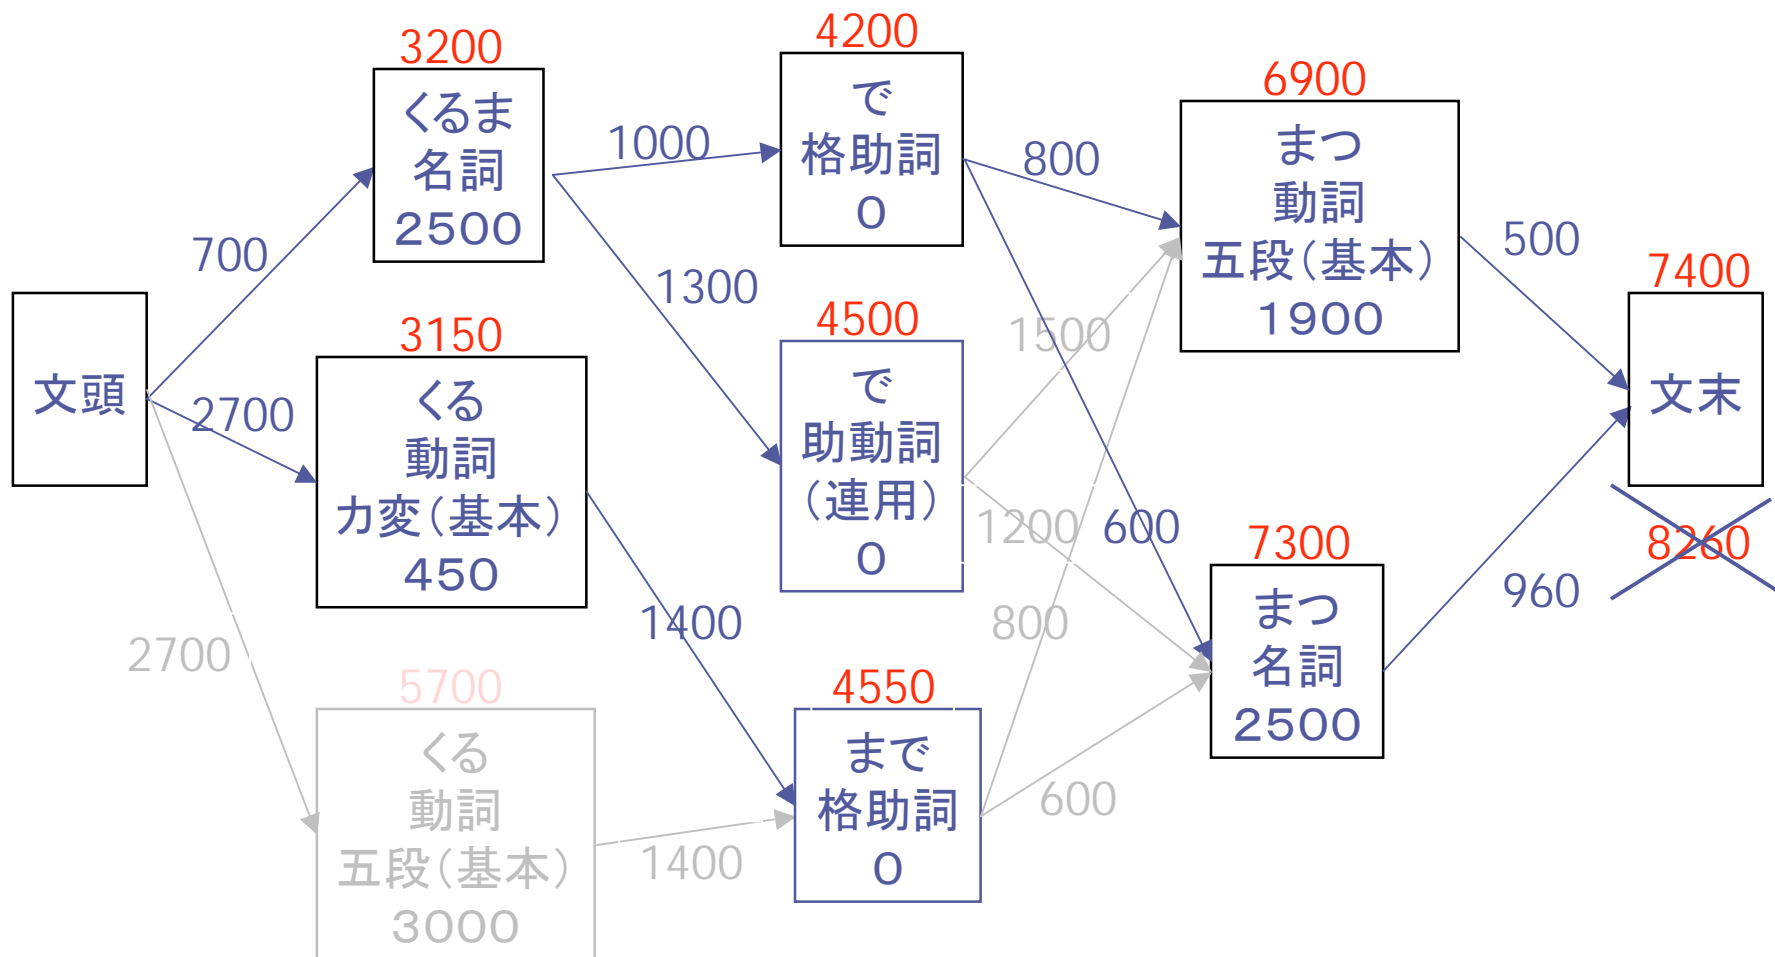 文頭
700
2700
2700
3200
くるま
名詞
2500
3150
くる
動詞
カ変(基本)
450
5700
くる
動詞
五段(基本)
3000
1000
1300
1400
1400
4200
で
格助詞
0
4500
で
助動詞
(連用)
0
4550
まで
格助詞
0
800
1500
1200
600
800
600
6900
まつ
動詞
五段(基本)
1900
7300
まつ
名詞
2500
500
960
7400
文末
8260